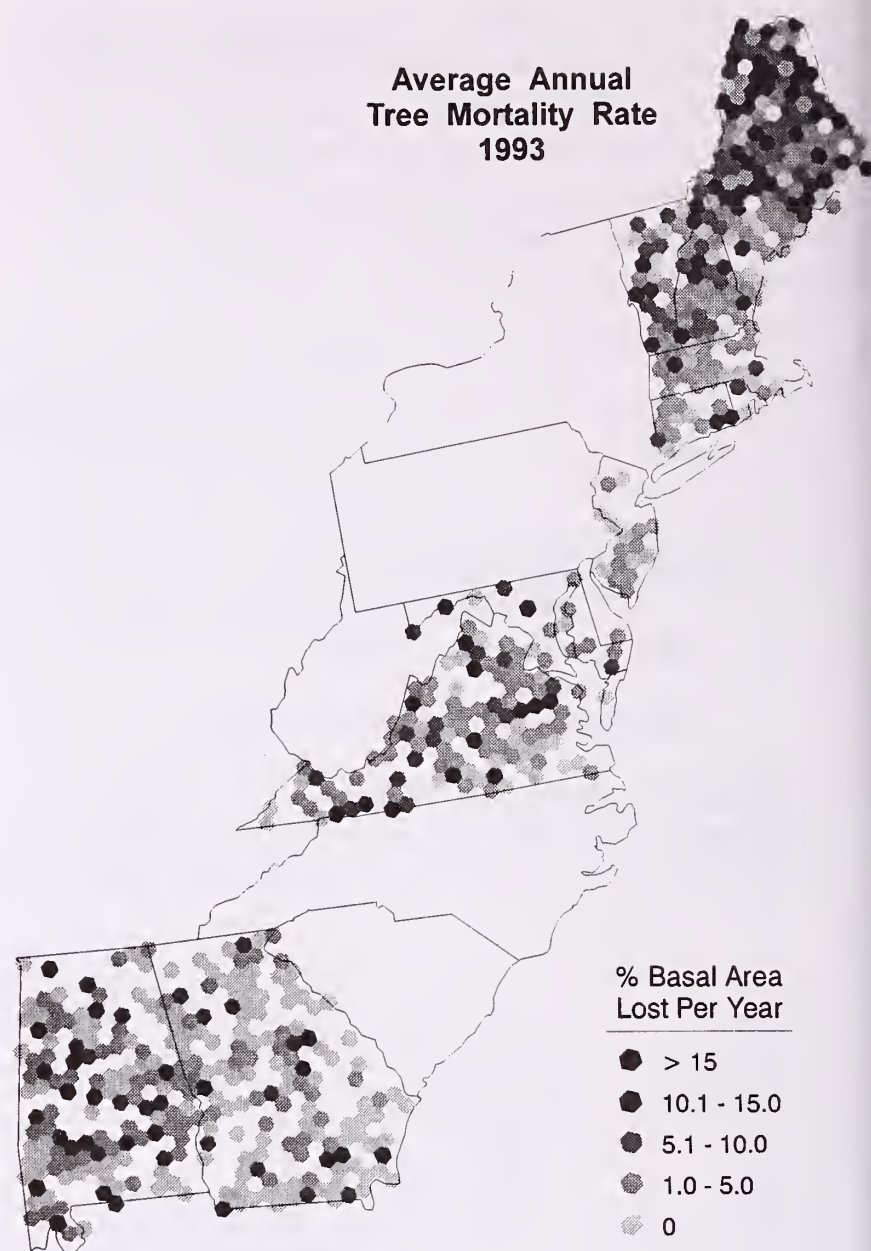 Average Annual
Tree Mortality Rate
1993
% Basal Area
Lost Per Year
> 15
10.1 - 15.0
5.1 - 10.0
1.0 - 5.0
0